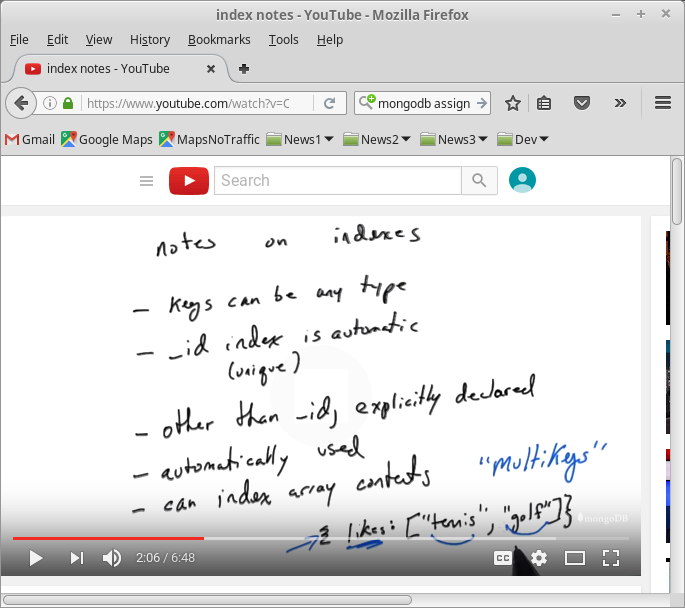 index notes - YouTube - Mozilla Firefox
File Edit View History Bookmarks Tools Help
index notes - YouTube
https://www.youtube.com/watch?v=C
mongodb assign
Gmail Google Maps MapsNoTraffic News1 News2 News3 Dev
Search
notes on indexes
- keys can be any type
- _id index is automatic
(unique)
- other than _id, explicitly declared
- automatically used
- can index array contents "multikeys"
{ likes: ["tennis", "golf"]}
mongoDB
2:06 / 6:48
CC